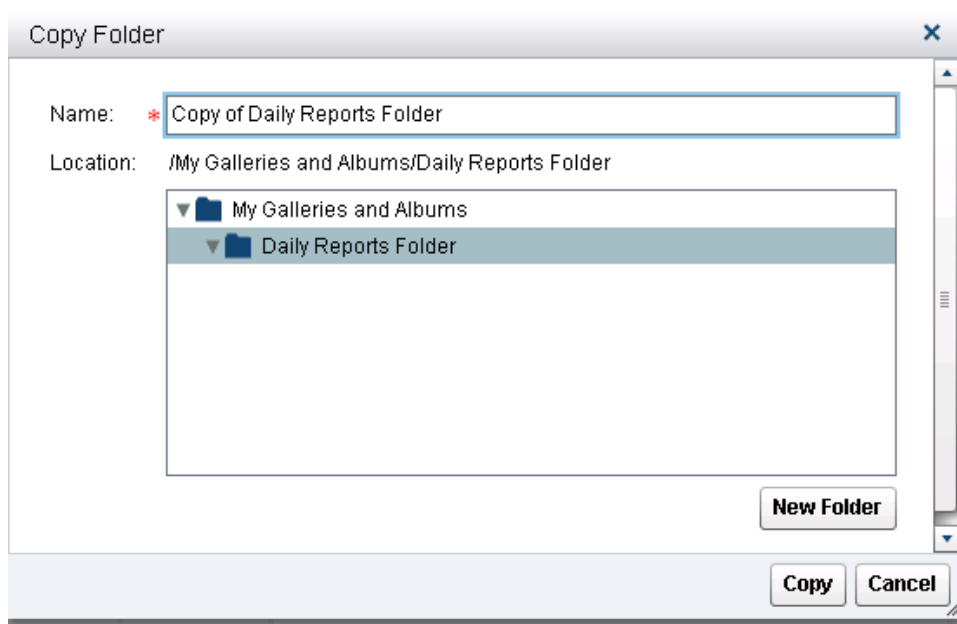 Copy Folder
Name: * Copy of Daily Reports Folder
Location: /My Galleries and Albums/Daily Reports Folder
My Galleries and Albums
Daily Reports Folder
New Folder
Copy Cancel